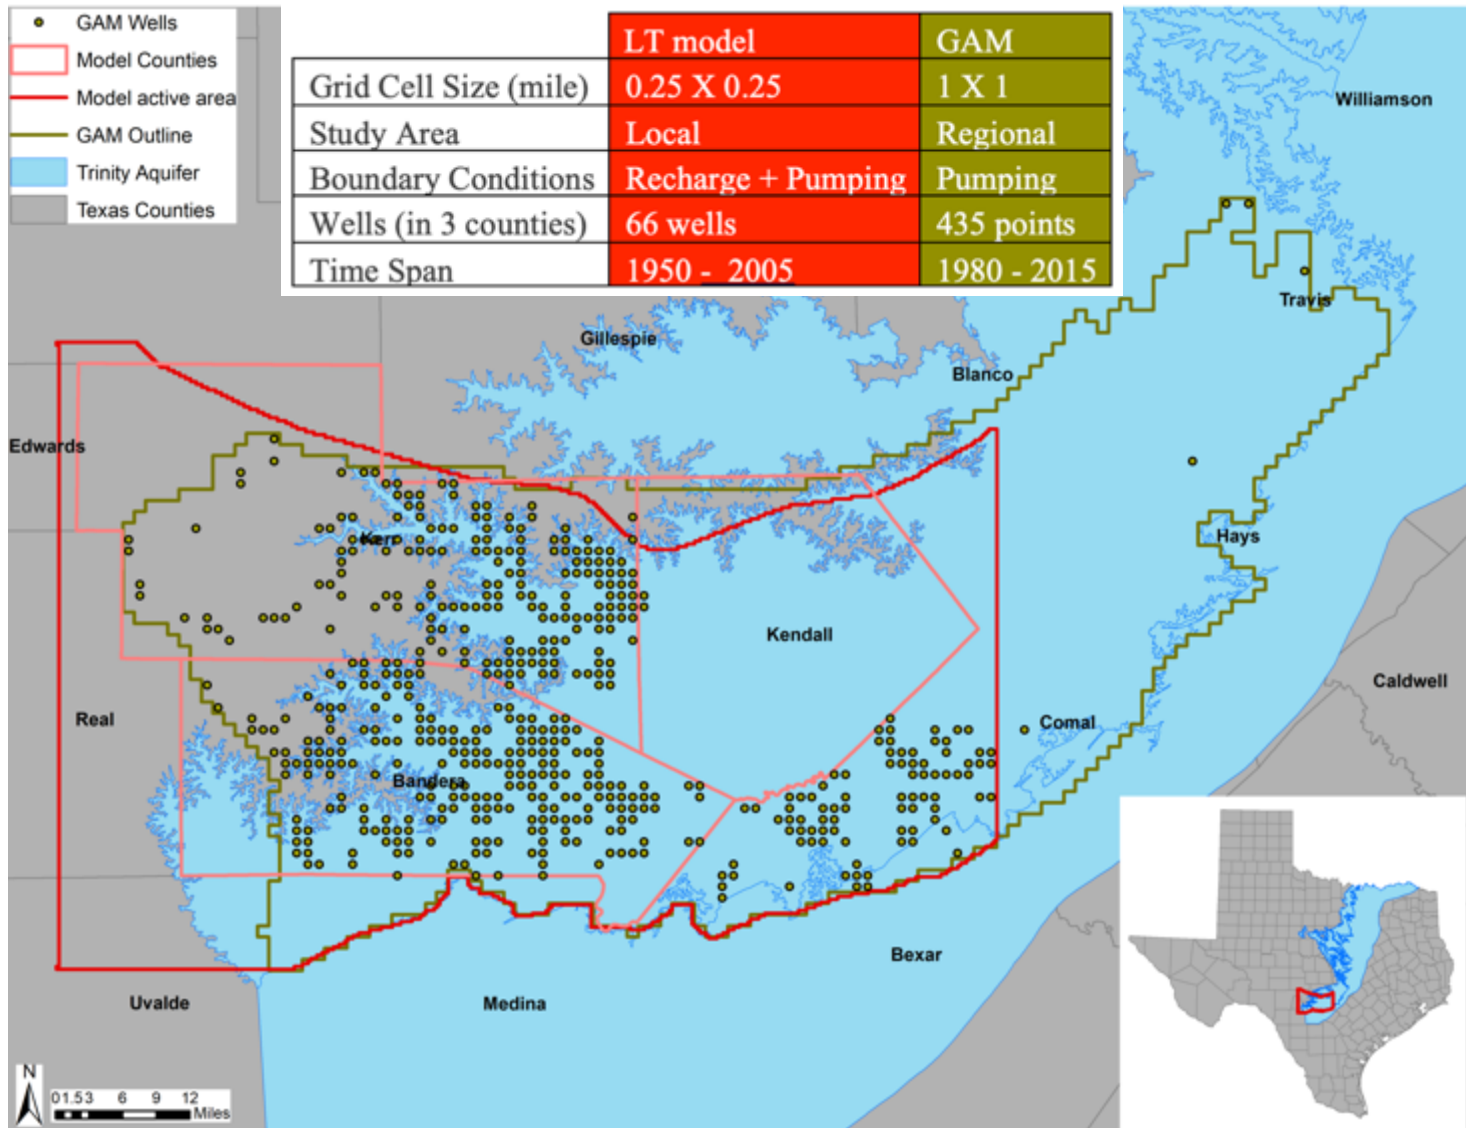 GAM Wells
Model Counties
Model active area
GAM Outline
Trinity Aquifer
Texas Counties
LT model GAM
Grid Cell Size (mile) 0.25 X 0.25 1 X 1
Study Area Local Regional
Boundary Conditions Recharge + Pumping Pumping
Wells (in 3 counties) 66 wells 435 points
Time Span 1950 - 2005 1980 - 2015
Williamson
Travis
Gillespie
Blanco
Edwards
Kerr
Hays
Kendall
Caldwell
Real
Comal
Bandera
Bexar
Uvalde
Medina
N
0 1.5 3 6 9 12
Miles